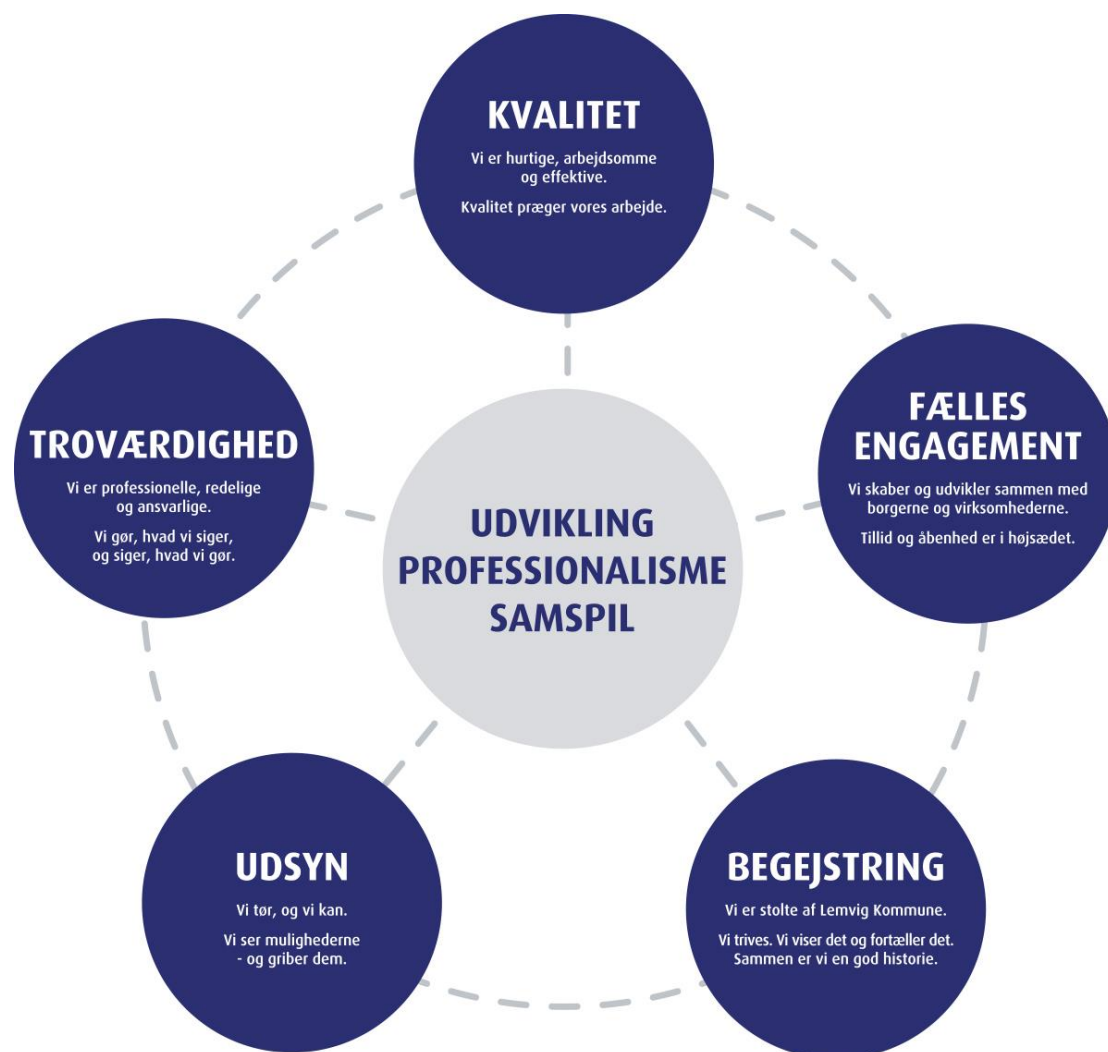 KVALITET
Vi er hurtige, arbejdsomme
og effektive.
Kvalitet præger vores arbejde.
FÆLLES
ENGAGEMENT
Vi skaber og udvikler sammen med
borgerne og virksomhederne.
Tillid og åbenhed er i højsædet.
TROVÆRDIGHED
Vi er professionelle, redelige
og ansvarlige.
Vi gør, hvad vi siger,
og siger, hvad vi gør.
UDVIKLING
PROFESSIONALISME
SAMSPIL
UDSYN
Vi tør, og vi kan.
Vi ser mulighederne
- og griber dem.
BEGEJSTRING
Vi er stolte af Lemvig Kommune.
Vi trives. Vi viser det og fortæller det.
Sammen er vi en god historie.